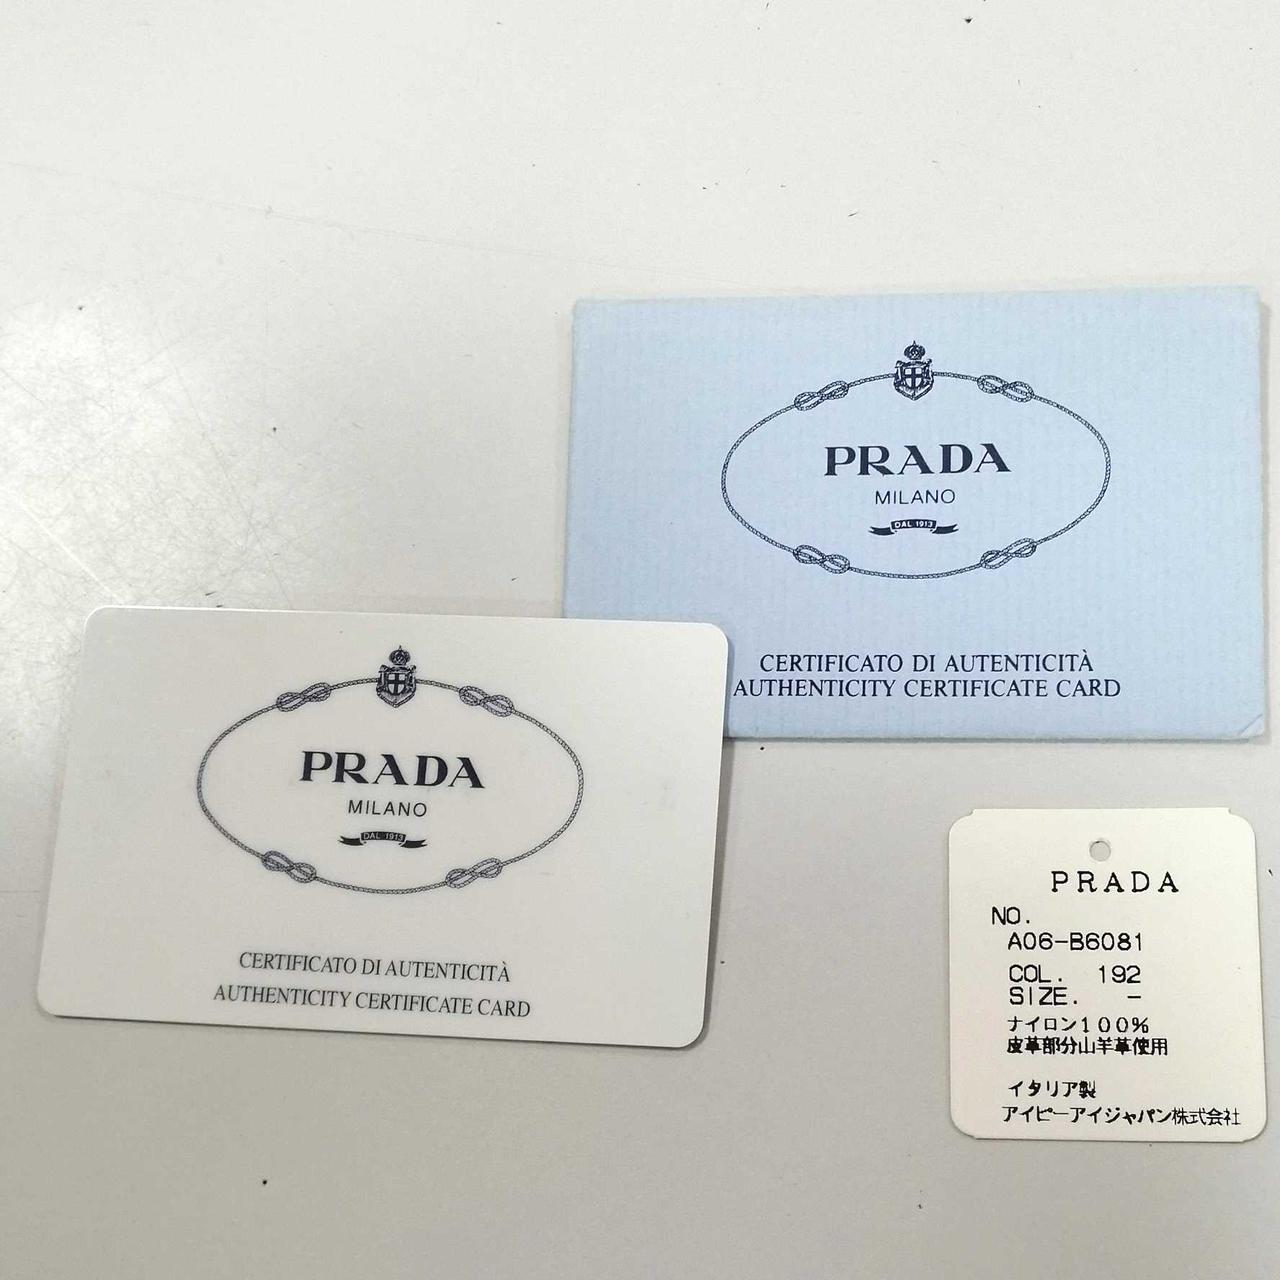 PRADA
MILANO
DAL 1913
CERTIFICATO DI AUTENTICITÀ
AUTHENTICITY CERTIFICATE CARD
PRADA
MILANO
DAL 1913
CERTIFICATO DI AUTENTICITÀ
AUTHENTICITY CERTIFICATE CARD
PRADA
NO.
A06-B6081
COL. 192
SIZE. -
ナイロン100%
皮革部分山羊革使用
イタリア製
アイピーアイジャパン株式会社